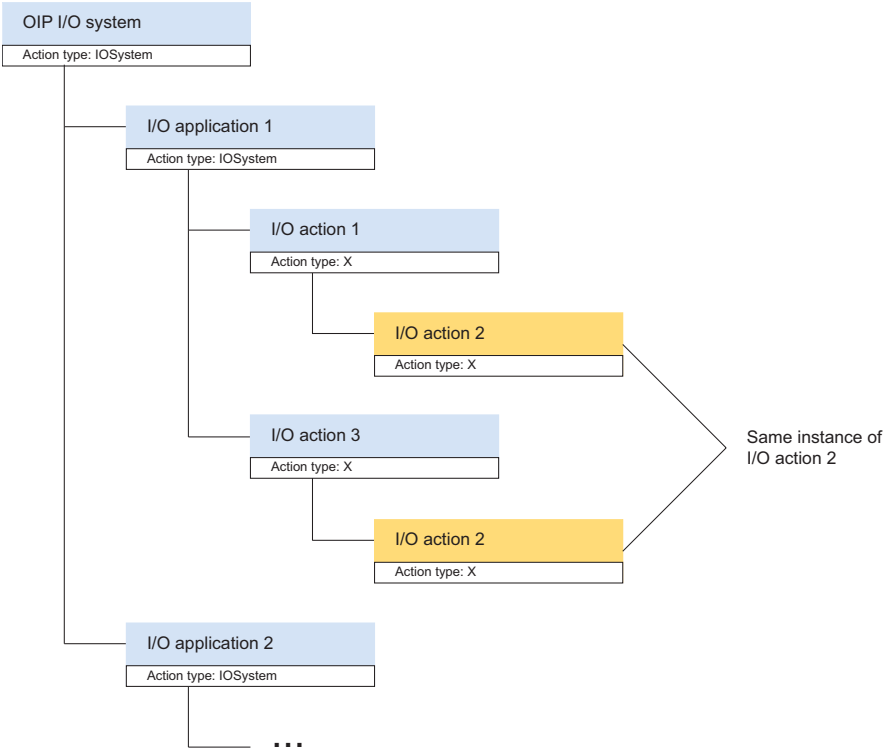 OIP I/O system
Action type: IOSystem
I/O application 1
Action type: IOSystem
I/O action 1
Action type: X
I/O action 2
Action type: X
I/O action 3
Action type: X
Same instance of
I/O action 2
I/O action 2
Action type: X
I/O application 2
Action type: IOSystem
...